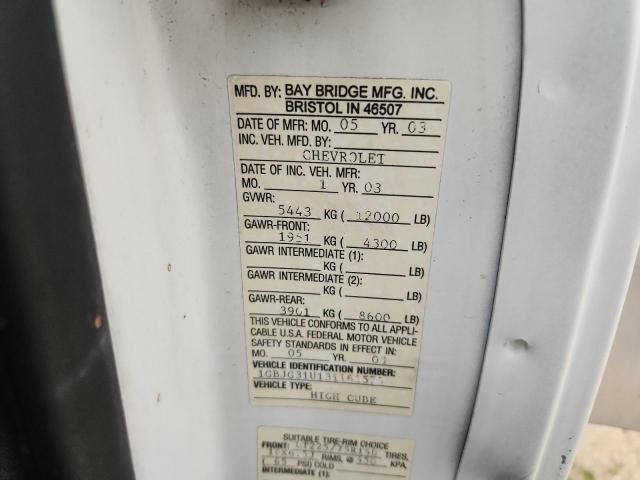 MFD. BY: BAY BRIDGE MFG. INC.
BRISTOL IN 46507
DATE OF MFR: MO. 05 YR. 03
INC. VEH. MFD. BY:
CHEVROLET
DATE OF INC. VEH. MFR:
MO. 1 YR. 03
GVWR:
5443 KG ( 12000 LB)
GAWR-FRONT:
1951 KG ( 4300 LB)
GAWR INTERMEDIATE (1):
KG ( LB)
GAWR INTERMEDIATE (2):
KG ( LB)
GAWR-REAR:
3901 KG ( 8600 LB)
THIS VEHICLE CONFORMS TO ALL APPLI-
CABLE U.S.A. FEDERAL MOTOR VEHICLE
SAFETY STANDARDS IN EFFECT IN:
MO. 05 YR. 03
VEHICLE IDENTIFICATION NUMBER:
VEHICLE TYPE:
HIGH CUBE
SUITABLE TIRE-RIM CHOICE
FRONT: TIRES,
RIMS, @ KPA,
( 65 PSI) COLD
INTERMEDIATE (1):